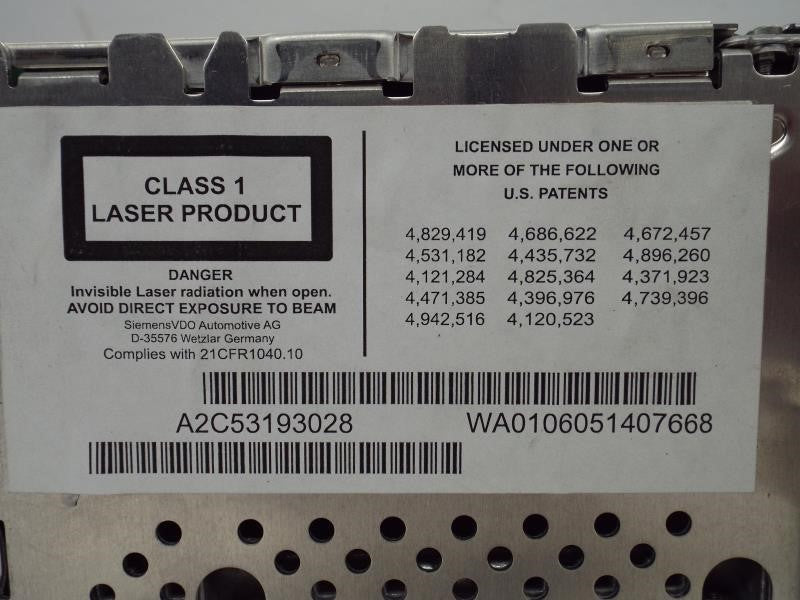 CLASS 1
LASER PRODUCT
DANGER
Invisible Laser radiation when open.
AVOID DIRECT EXPOSURE TO BEAM
SiemensVDO Automotive AG
D-35576 Wetzlar Germany
Complies with 21CFR1040.10
LICENSED UNDER ONE OR
MORE OF THE FOLLOWING
U.S. PATENTS
4,829,419 4,686,622 4,672,457
4,531,182 4,435,732 4,896,260
4,121,284 4,825,364 4,371,923
4,471,385 4,396,976 4,739,396
4,942,516 4,120,523
A2C53193028 WA0106051407668